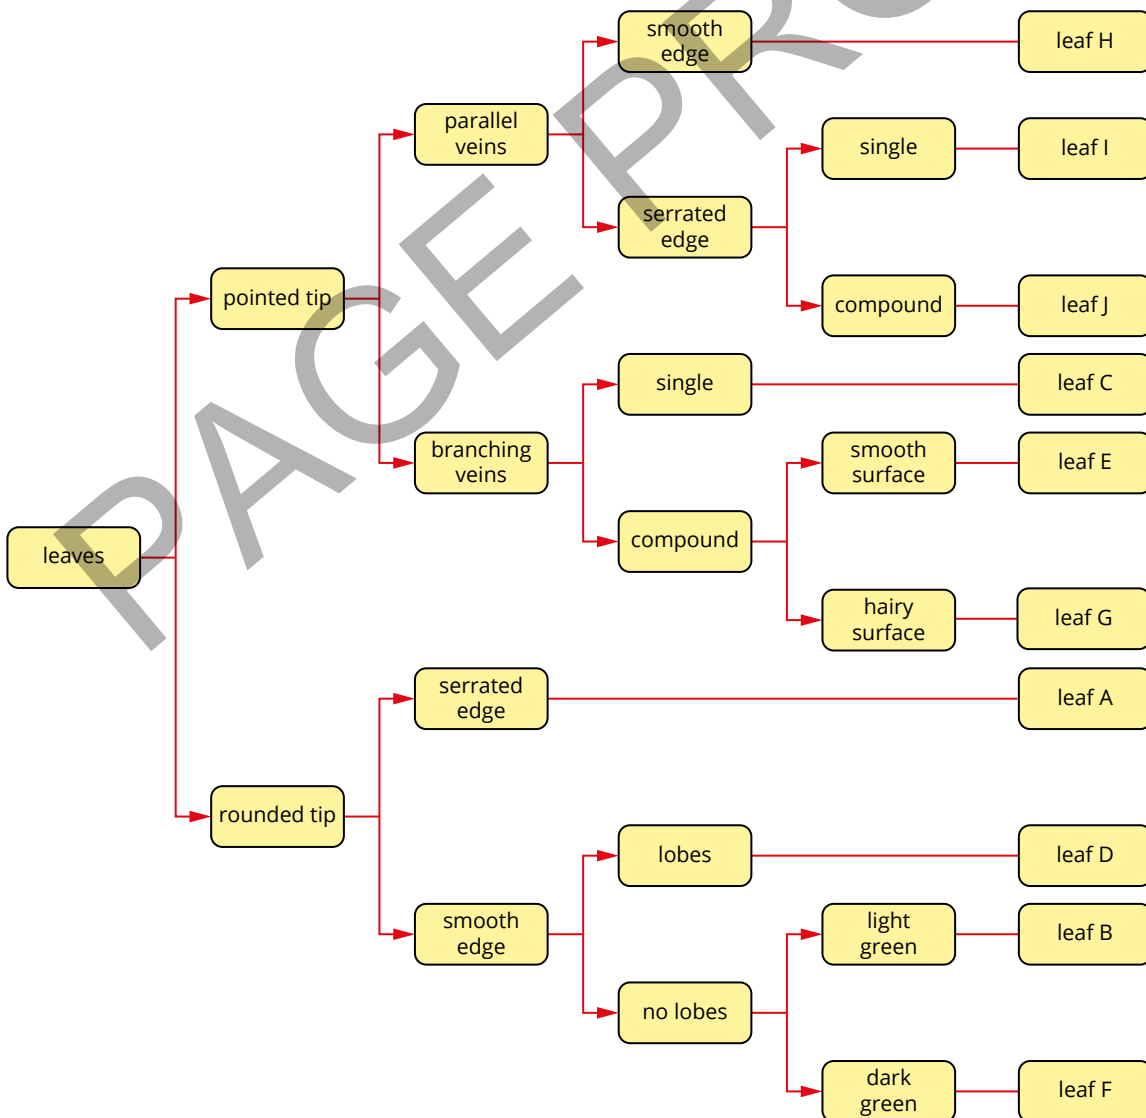 smooth
edge
leaf H
parallel
veins
single
leaf I
serrated
edge
pointed tip
compound
leaf J
single
leaf C
branching
veins
smooth
surface
leaf E
leaves
compound
hairy
surface
leaf G
serrated
edge
leaf A
rounded tip
lobes
leaf D
smooth
edge
light
green
leaf B
no lobes
dark
green
leaf F
PAGE PRO